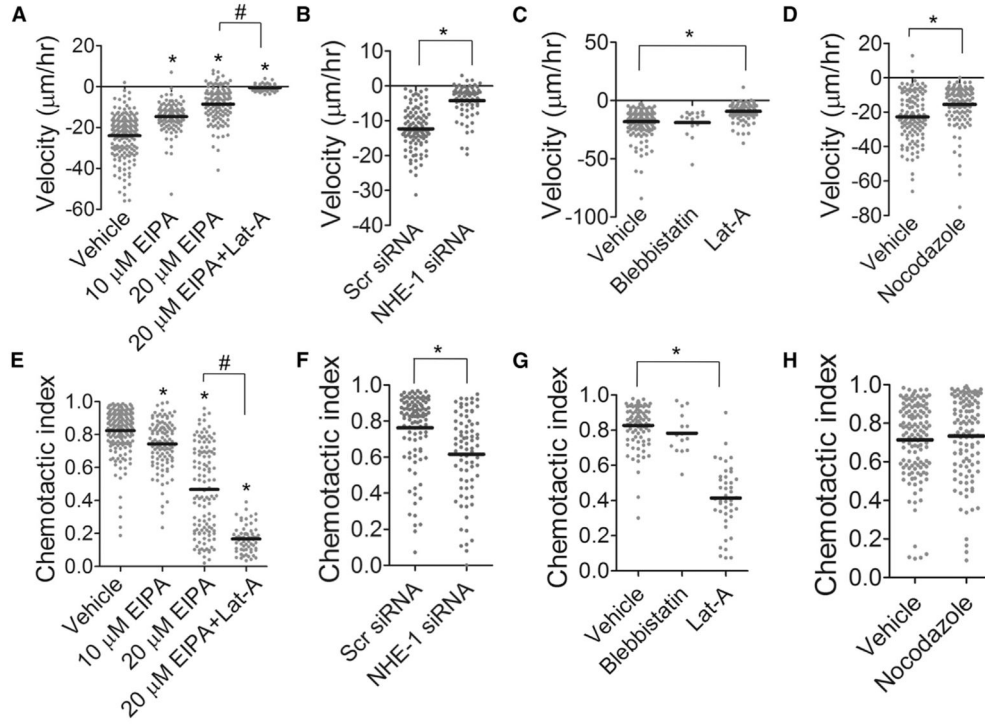 A
Velocity (μm/hr)
20
0
-20
-40
-60
*
*
#
*
Vehicle
10 μM EIPA
20 μM EIPA
20 μM EIPA+Lat-A
B
Velocity (μm/hr)
10
0
-10
-20
-30
-40
*
Scr siRNA
NHE-1 siRNA
C
Velocity (μm/hr)
50
0
-50
-100
*
Vehicle
Blebbistatin
Lat-A
D
Velocity (μm/hr)
20
0
-20
-40
-60
-80
*
Vehicle
Nocodazole
E
Chemotactic index
1.0
0.8
0.6
0.4
0.2
0.0
*
*
#
*
Vehicle
10 μM EIPA
20 μM EIPA
20 μM EIPA+Lat-A
F
Chemotactic index
1.0
0.8
0.6
0.4
0.2
0.0
*
Scr siRNA
NHE-1 siRNA
G
Chemotactic index
1.0
0.8
0.6
0.4
0.2
0.0
*
Vehicle
Blebbistatin
Lat-A
H
Chemotactic index
1.0
0.8
0.6
0.4
0.2
0.0
Vehicle
Nocodazole